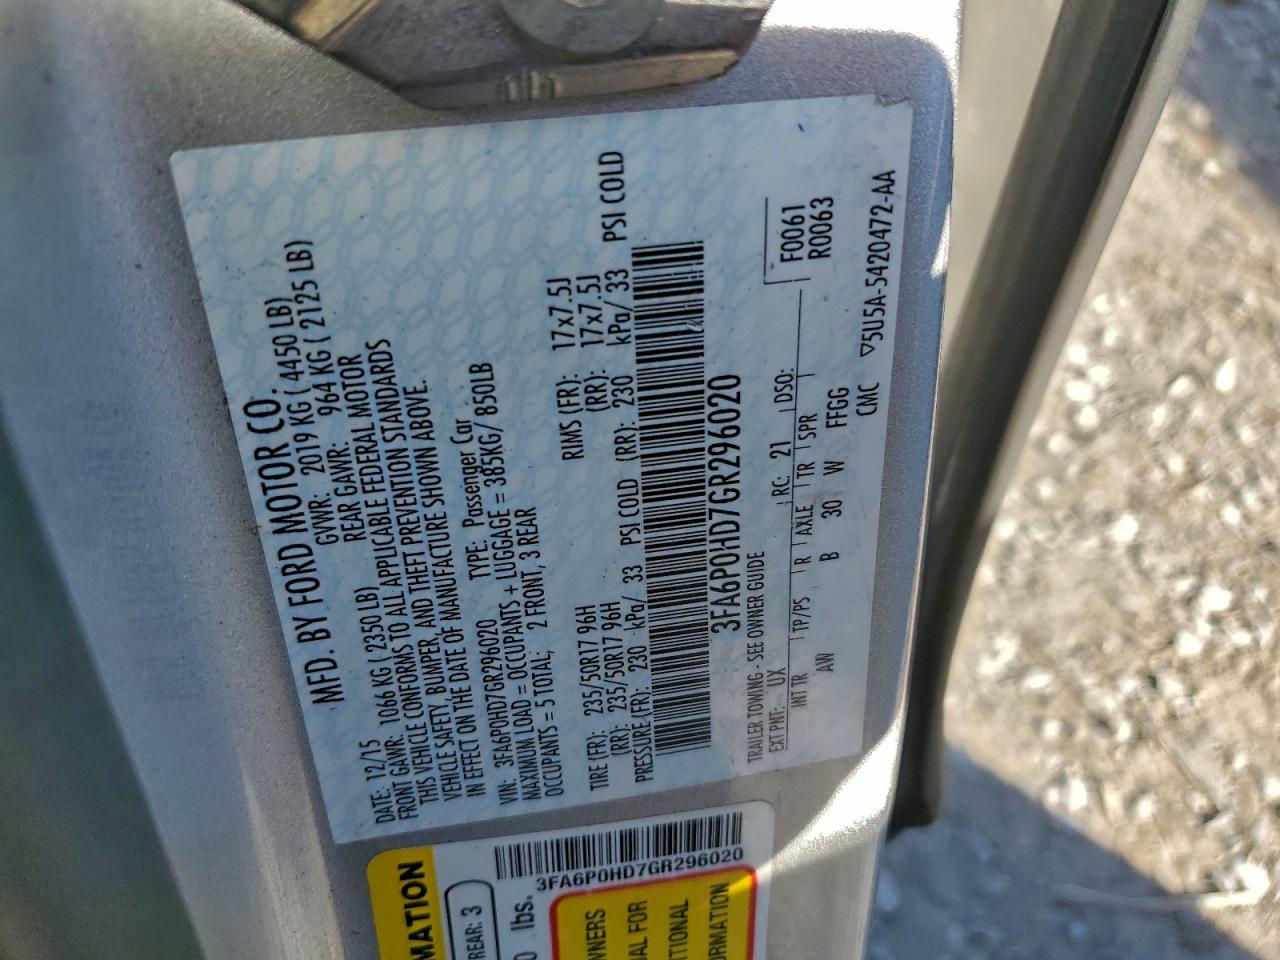 MFD. BY FORD MOTOR CO.
DATE: 12/15 GVWR: 2019 KG ( 4450 LB)
FRONT GAWR: 1066 KG ( 2350 LB) REAR GAWR: 964 KG ( 2125 LB)
THIS VEHICLE CONFORMS TO ALL APPLICABLE FEDERAL MOTOR
VEHICLE SAFETY, BUMPER, AND THEFT PREVENTION STANDARDS
IN EFFECT ON THE DATE OF MANUFACTURE SHOWN ABOVE.
VIN: 3FA6P0HD7GR296020 TYPE: Passenger Car
MAXIMUM LOAD = OCCUPANTS + LUGGAGE = 385KG/ 850LB
OCCUPANTS = 5 TOTAL; 2 FRONT, 3 REAR
TIRE (FR): 235/50R17 96H RIMS (FR): 17x7.5J
(RR): 235/50R17 96H (RR): 17x7.5J
PRESSURE (FR): 230 kPa/ 33 PSI COLD (RR): 230 kPa/ 33 PSI COLD
3FA6P0HD7GR296020
TRAILER TOWING - SEE OWNER GUIDE
EXT PNT: UX RC: 21 DSO: F0061
R0063
INT TR TP/PS R AXLE TR SPR
AW B 30 W FFGG
CMC ▽5U5A-5420472-AA
MATION
REAR: 3
0 lbs.
3FA6P0HD7GR296020
WNERS
UAL FOR
ITIONAL
ORMATION